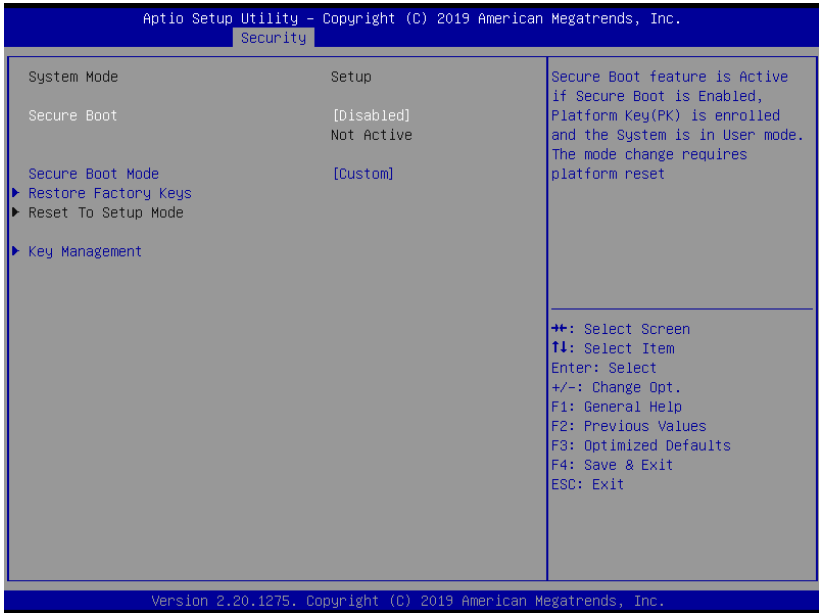 Aptio Setup Utility – Copyright (C) 2019 American Megatrends, Inc.
Security
System Mode Setup
Secure Boot [Disabled]
Not Active
Secure Boot Mode [Custom]
Restore Factory Keys
Reset To Setup Mode
Key Management
Secure Boot feature is Active
if Secure Boot is Enabled,
Platform Key(PK) is enrolled
and the System is in User mode.
The mode change requires
platform reset
→←: Select Screen
↑↓: Select Item
Enter: Select
+/-: Change Opt.
F1: General Help
F2: Previous Values
F3: Optimized Defaults
F4: Save & Exit
ESC: Exit
Version 2.20.1275. Copyright (C) 2019 American Megatrends, Inc.